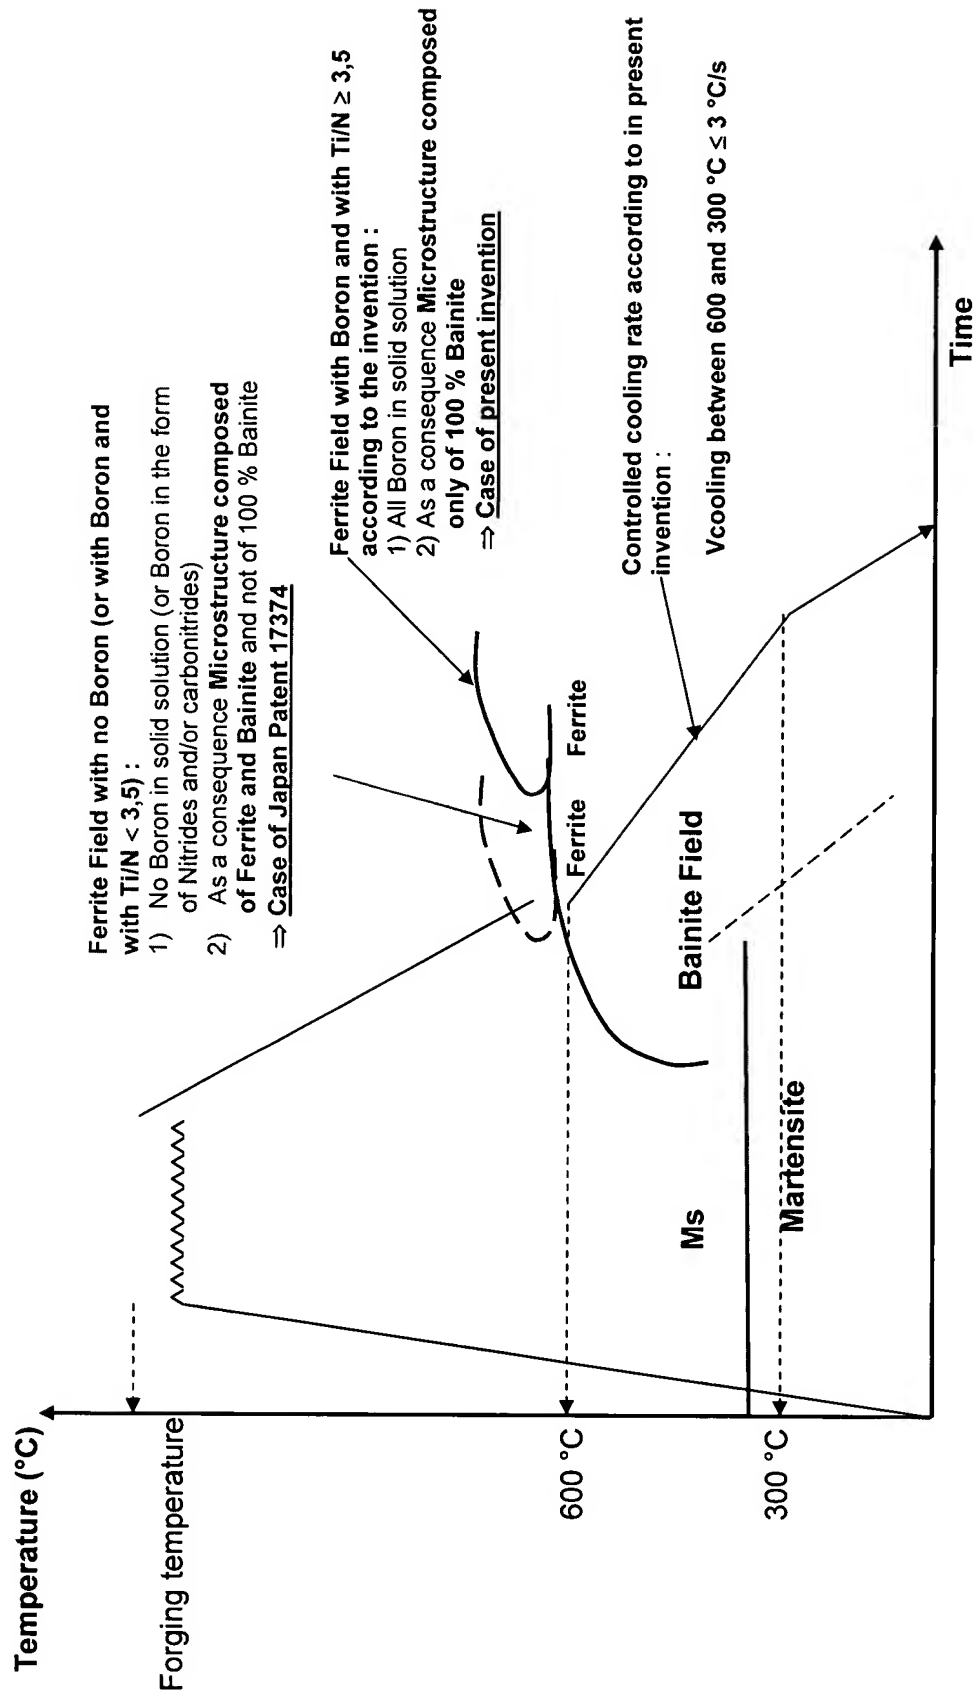 Temperature (°C)
Forging temperature
600 °C
300 °C
Ferrite Field with no Boron (or with Boron and
with Ti/N < 3,5) :
1) No Boron in solid solution (or Boron in the form
of Nitrides and/or carbonitrides)
2) As a consequence Microstructure composed
of Ferrite and Bainite and not of 100 % Bainite
⇒ Case of Japan Patent 17374
Ferrite Field with Boron and with Ti/N ≥ 3,5
according to the invention :
1) All Boron in solid solution
2) As a consequence Microstructure composed
only of 100 % Bainite
⇒ Case of present invention
Ferrite
Ferrite
Controlled cooling rate according to in present
invention :
Vcooling between 600 and 300 °C ≤ 3 °C/s
Bainite Field
Ms
Martensite
Time